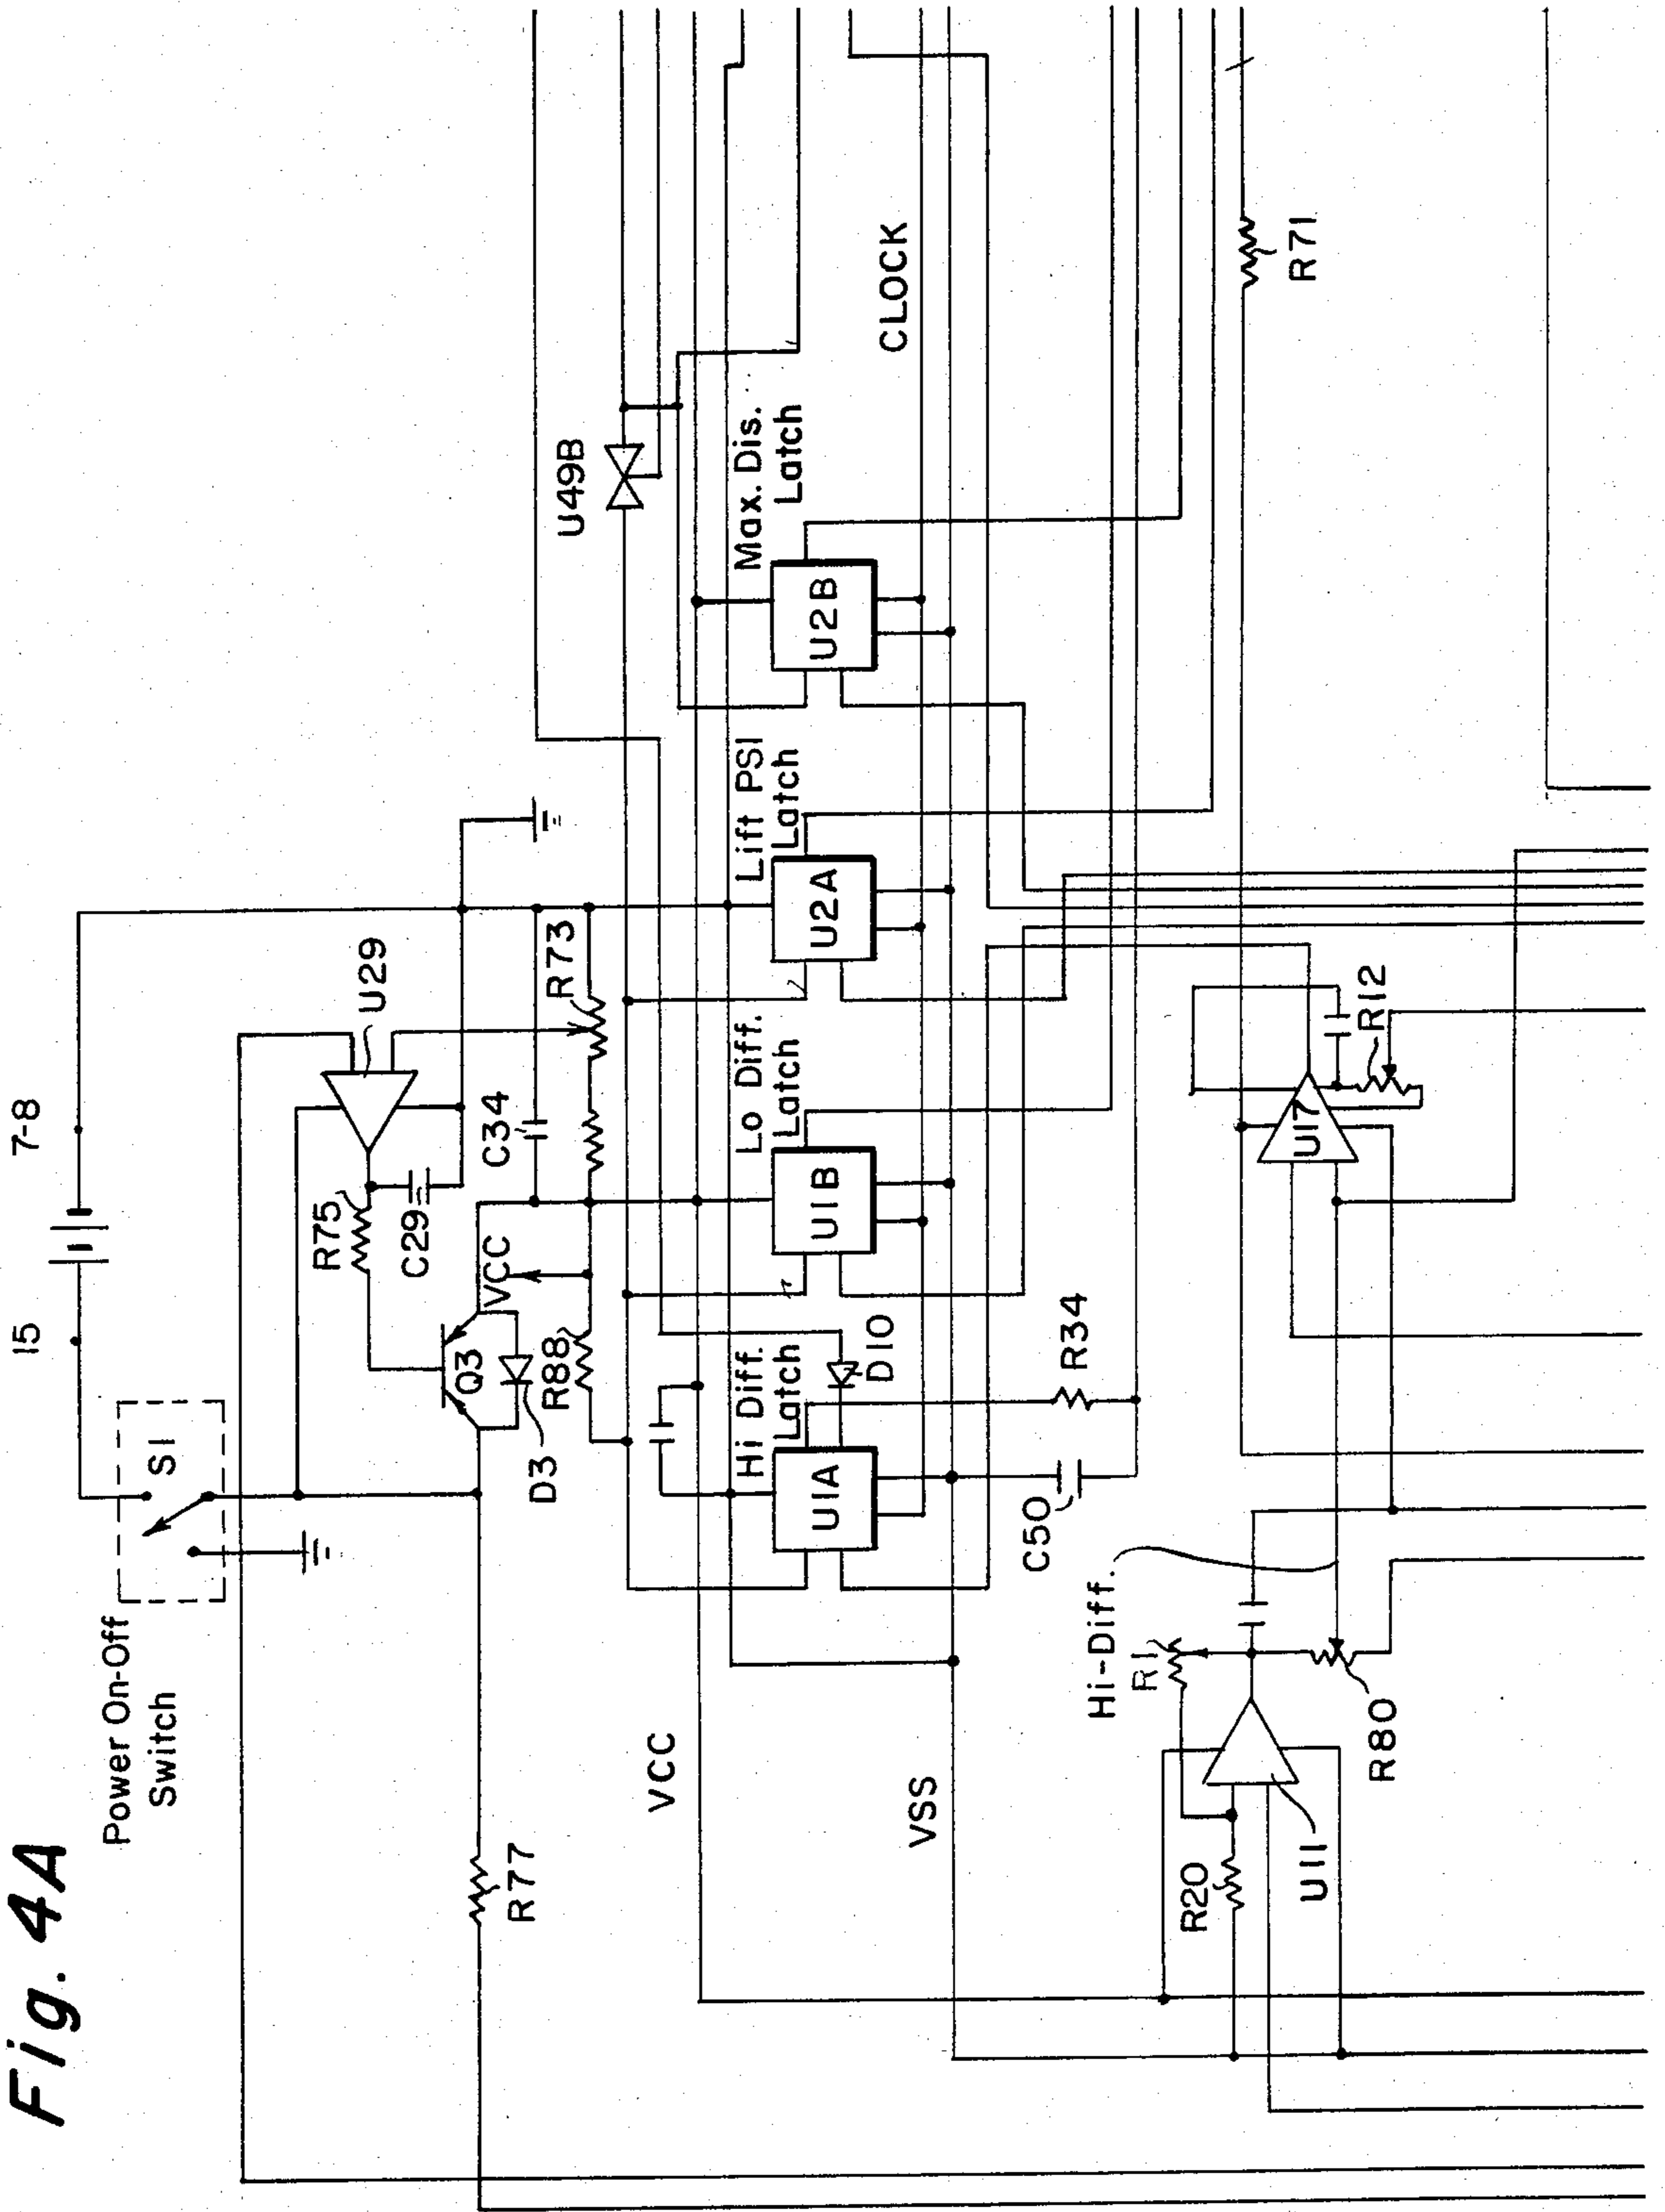 Fig. 4A
Power On-Off
Switch
S1
15
7-8
U29
R75
C29
C34
R73
VCC
Q3
D3
R88
R77
U49B
VCC
VSS
CLOCK
Hi Diff.
Latch
U1A
D10
Lo Diff.
Latch
U1B
Lift PSI
Latch
U2A
Max. Dis.
Latch
U2B
C50
R34
R71
Hi-Diff.
R1
R20
U11
R80
U17
R12